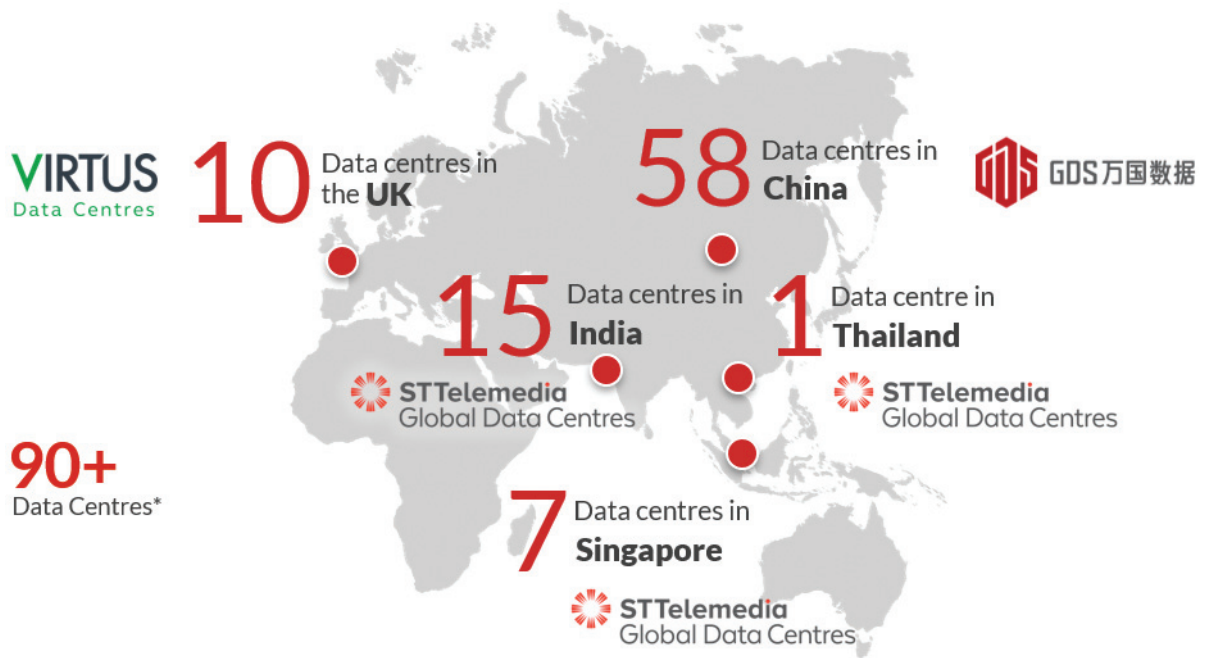 VIRTUS
Data Centres
10
Data centres in
the UK
58
Data centres in
China
GDS万国数据
15
Data centres in
India
STTelemedia
Global Data Centres
1
Data centre in
Thailand
STTelemedia
Global Data Centres
90+
Data Centres*
7
Data centres in
Singapore
STTelemedia
Global Data Centres